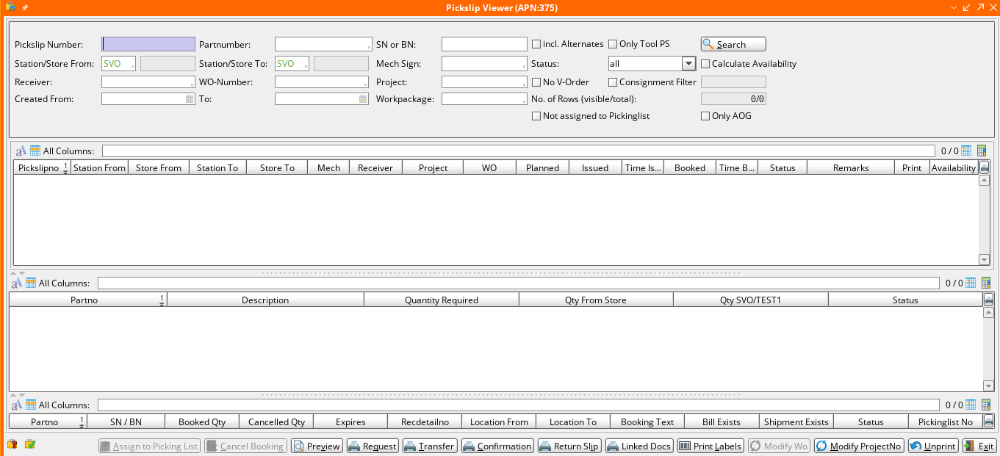 Pickslip Viewer (APN:375)
Pickslip Number: Partnumber: SN or BN: incl. Alternates Only Tool PS Search
Station/Store From: SVO Station/Store To: SVO Mech Sign: Status: all Calculate Availability
Receiver: WO-Number: Project: No V-Order Consignment Filter
Created From: To: Workpackage: No. of Rows (visible/total): 0/0
Not assigned to Pickinglist Only AOG
All Columns: 0 / 0
Pickslipno 1 Station From Store From Station To Store To Mech Receiver Project WO Planned Issued Time Is... Booked Time B... Status Remarks Print Availability
All Columns: 0 / 0
Partno 1 Description Quantity Required Qty From Store Qty SVO/TEST1 Status
All Columns: 0 / 0
Partno 1 SN / BN Booked Qty Cancelled Qty Expires Recdetailno Location From Location To Booking Text Bill Exists Shipment Exists Status Pickinglist No
Assign to Picking List Cancel Booking Preview Request Transfer Confirmation Return Slip Linked Docs Print Labels Modify Wo Modify ProjectNo Unprint Exit